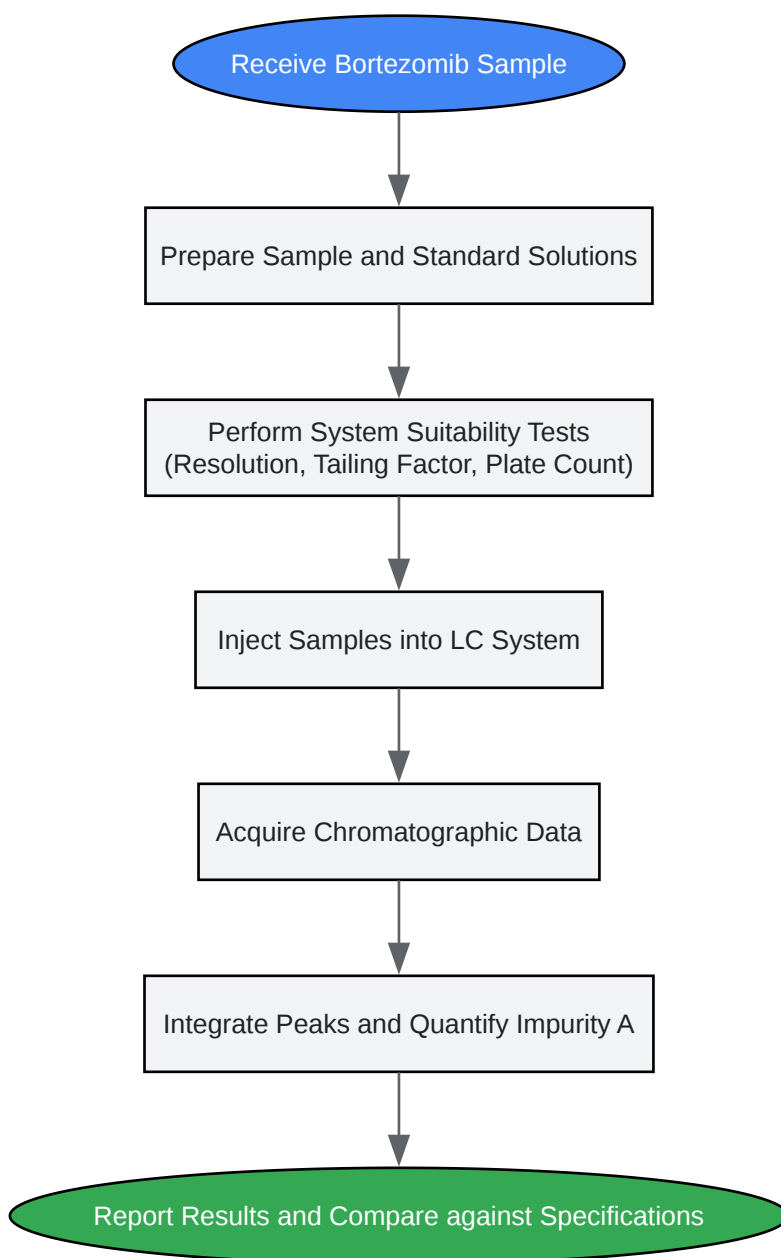 Receive Bortezomib Sample
Prepare Sample and Standard Solutions
Perform System Suitability Tests
(Resolution, Tailing Factor, Plate Count)
Inject Samples into LC System
Acquire Chromatographic Data
Integrate Peaks and Quantify Impurity A
Report Results and Compare against Specifications